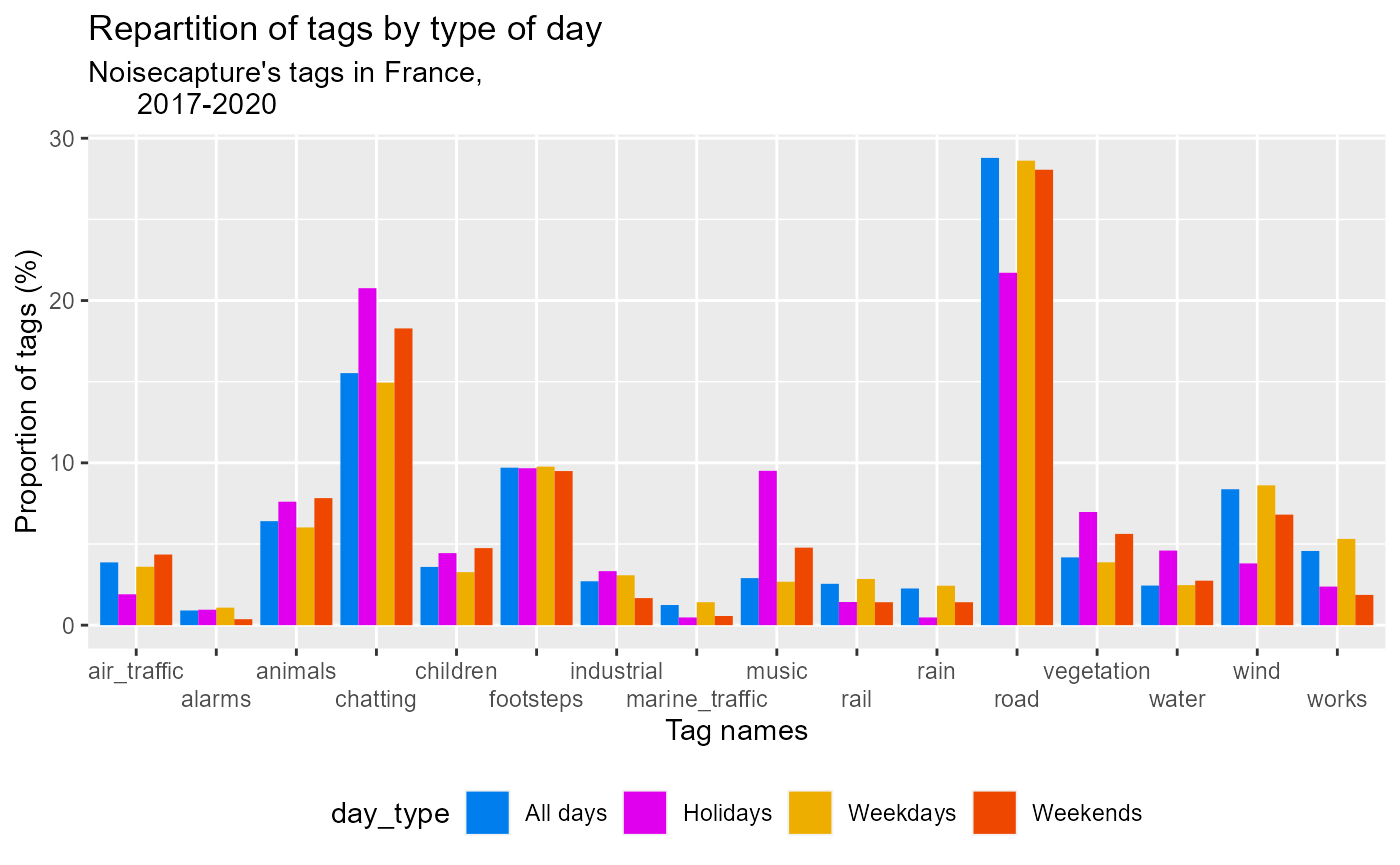 Repartition of tags by type of day
Noisecapture's tags in France,
2017-2020
Proportion of tags (%)
30
20
10
0
air_traffic animals children industrial music rain vegetation wind
alarms chatting footsteps marine_traffic rail road water works
Tag names
day_type All days Holidays Weekdays Weekends